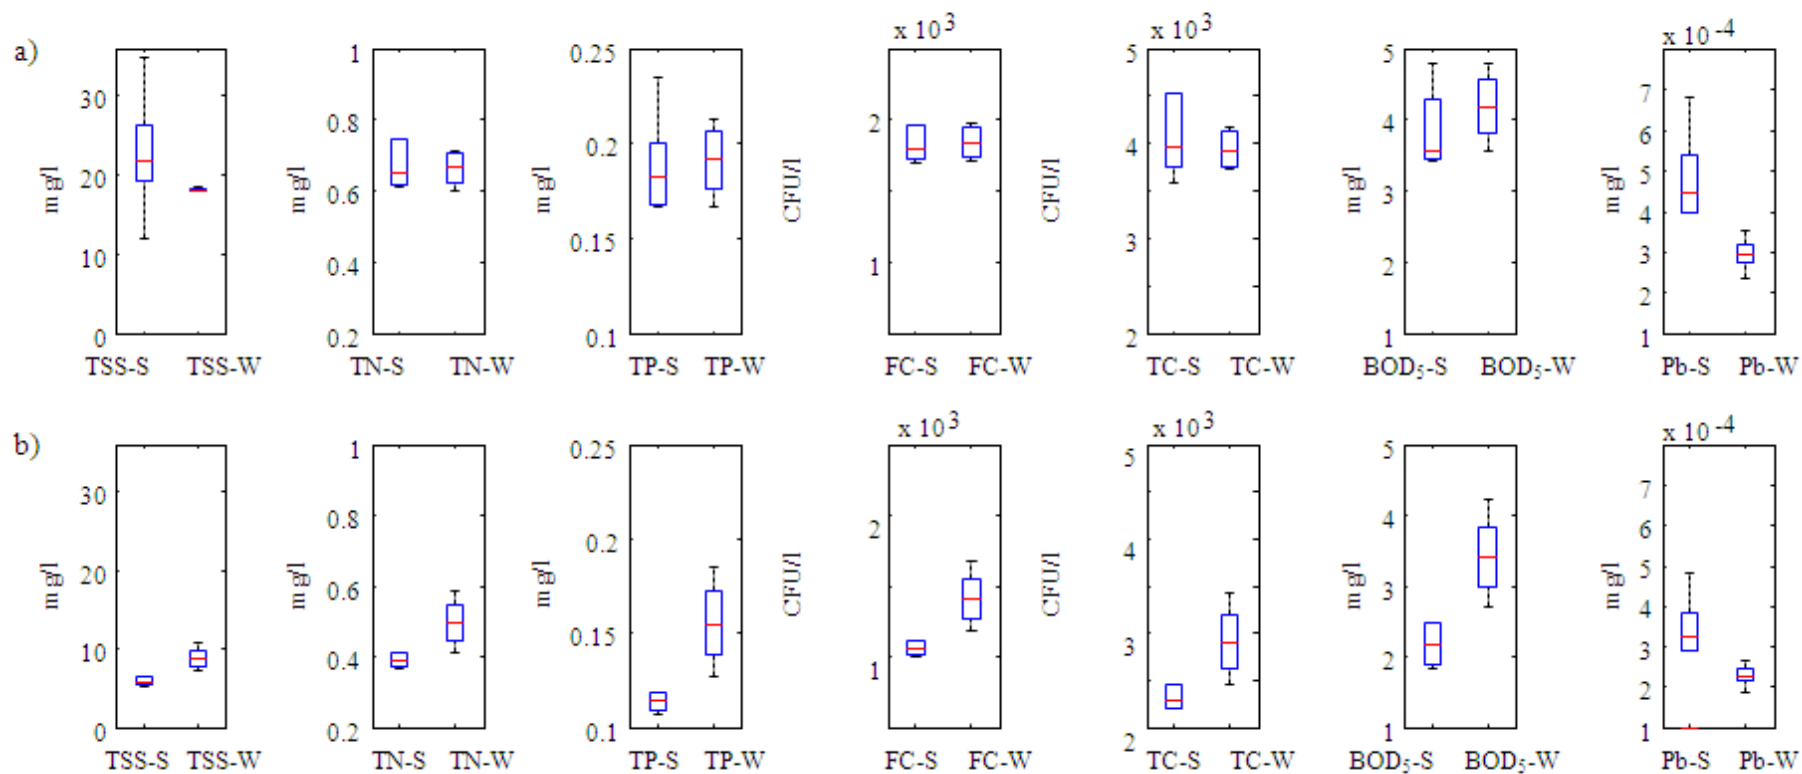 a)
x 10 3
x 10 3
x 10 -4
mg/l
30
20
10
0
TSS-S TSS-W
mg/l
1
0.8
0.6
0.4
0.2
TN-S TN-W
mg/l
0.25
0.2
0.15
0.1
TP-S TP-W
CFU/l
2
1
FC-S FC-W
CFU/l
5
4
3
2
TC-S TC-W
mg/l
5
4
3
2
1
BOD5-S BOD5-W
mg/l
7
6
5
4
3
2
1
Pb-S Pb-W
b)
x 10 3
x 10 3
x 10 -4
mg/l
30
20
10
0
TSS-S TSS-W
mg/l
1
0.8
0.6
0.4
0.2
TN-S TN-W
mg/l
0.25
0.2
0.15
0.1
TP-S TP-W
CFU/l
2
1
FC-S FC-W
CFU/l
5
4
3
2
TC-S TC-W
mg/l
5
4
3
2
1
BOD5-S BOD5-W
mg/l
7
6
5
4
3
2
1
Pb-S Pb-W